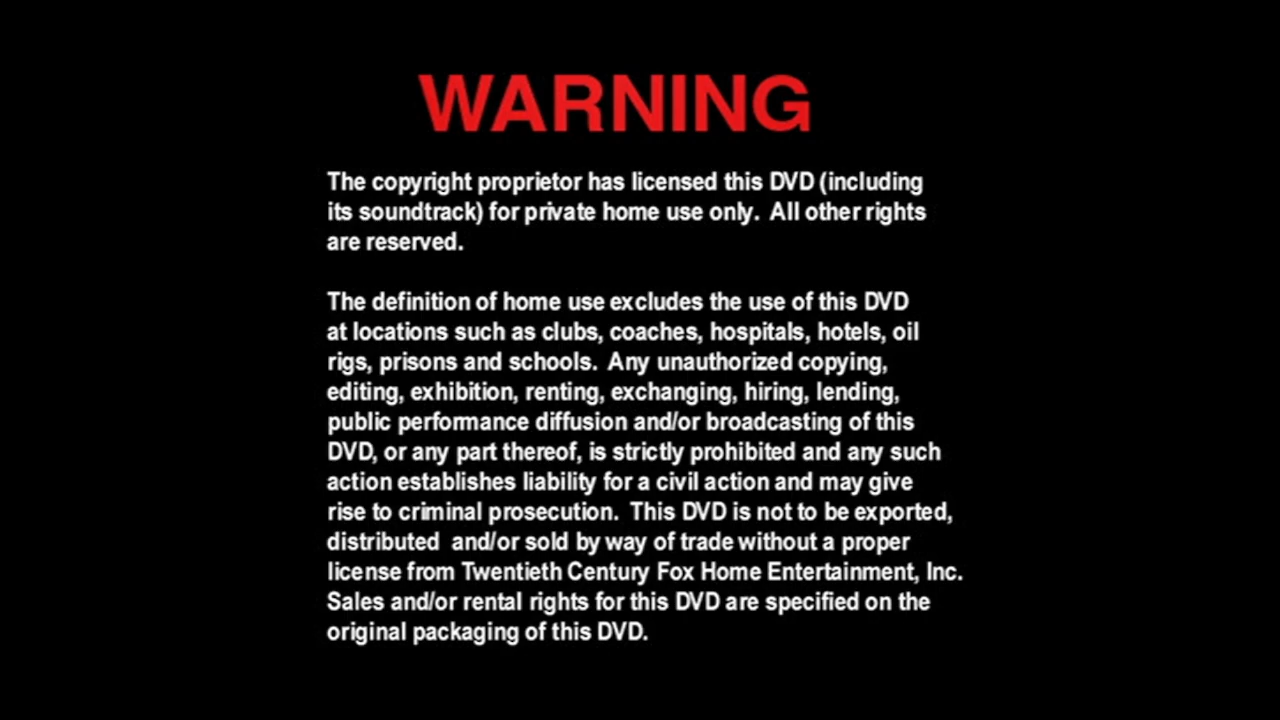 WARNING
The copyright proprietor has licensed this DVD (including
its soundtrack) for private home use only.  All other rights
are reserved.
The definition of home use excludes the use of this DVD
at locations such as clubs, coaches, hospitals, hotels, oil
rigs, prisons and schools.  Any unauthorized copying,
editing, exhibition, renting, exchanging, hiring, lending,
public performance diffusion and/or broadcasting of this
DVD, or any part thereof, is strictly prohibited and any such
action establishes liability for a civil action and may give
rise to criminal prosecution.  This DVD is not to be exported,
distributed  and/or sold by way of trade without a proper
license from Twentieth Century Fox Home Entertainment, Inc.
Sales and/or rental rights for this DVD are specified on the
original packaging of this DVD.